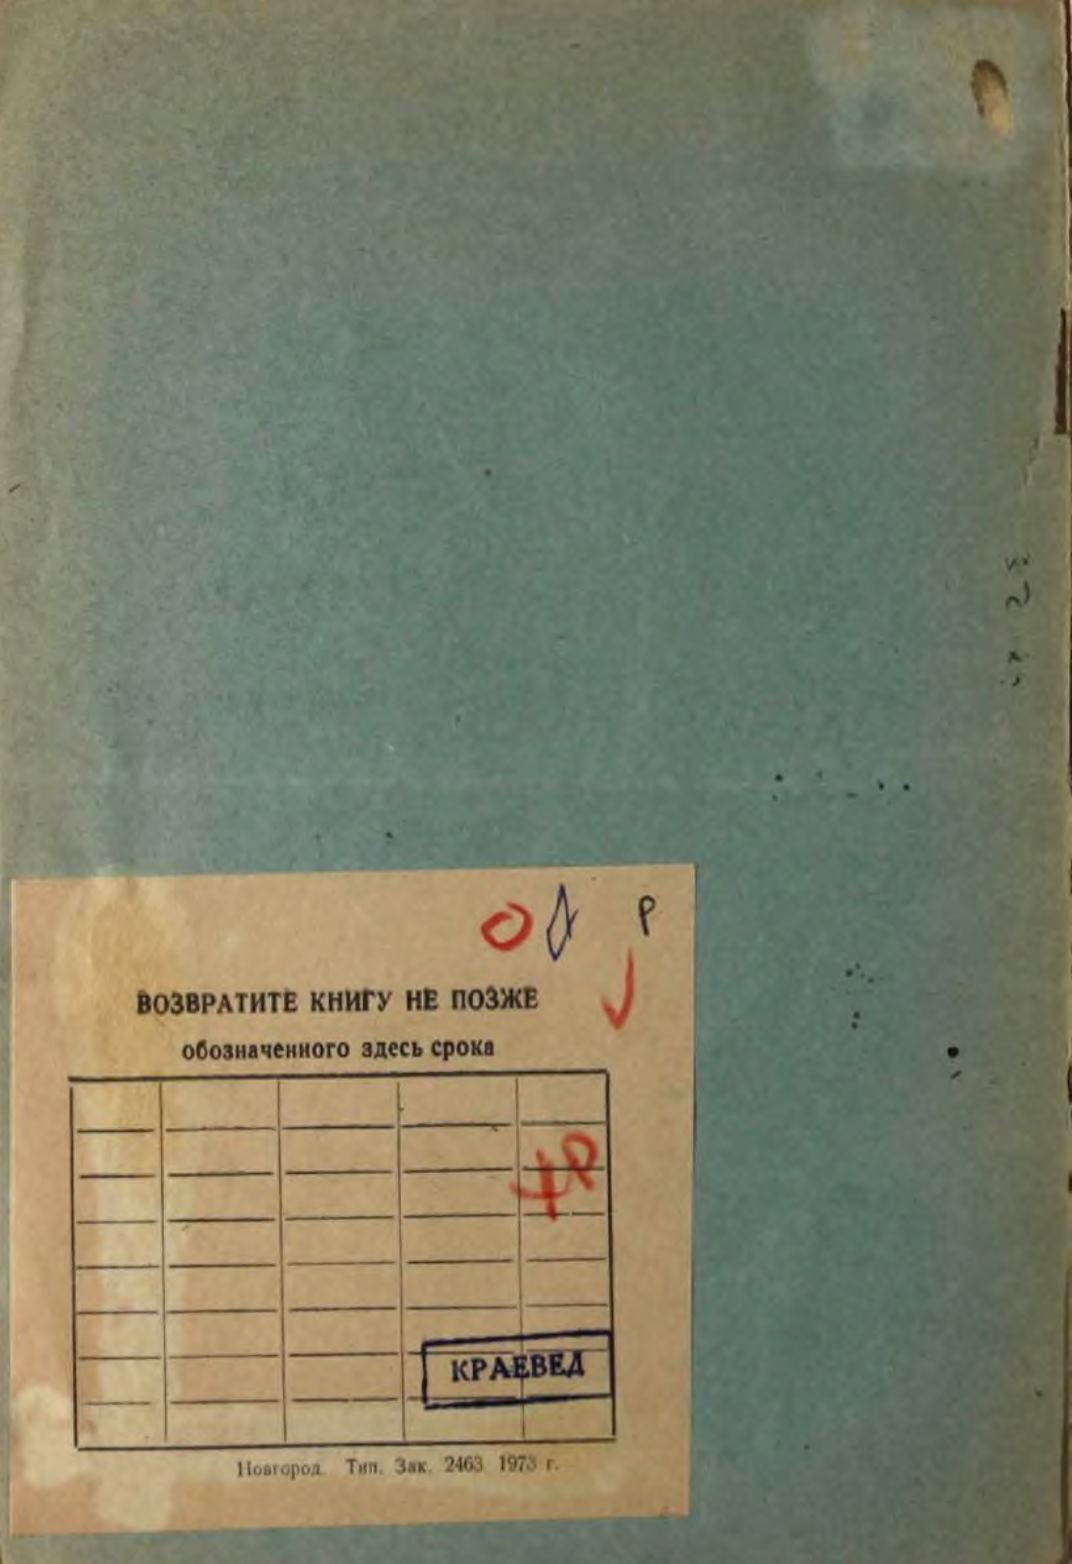 Р
ВОЗВРАТИТЕ КНИГУ НЕ ПОЗЖЕ
обозначенного здесь срока
КРАЕВЕД
Новгород. Тип. Зак. 2463 1973 г.